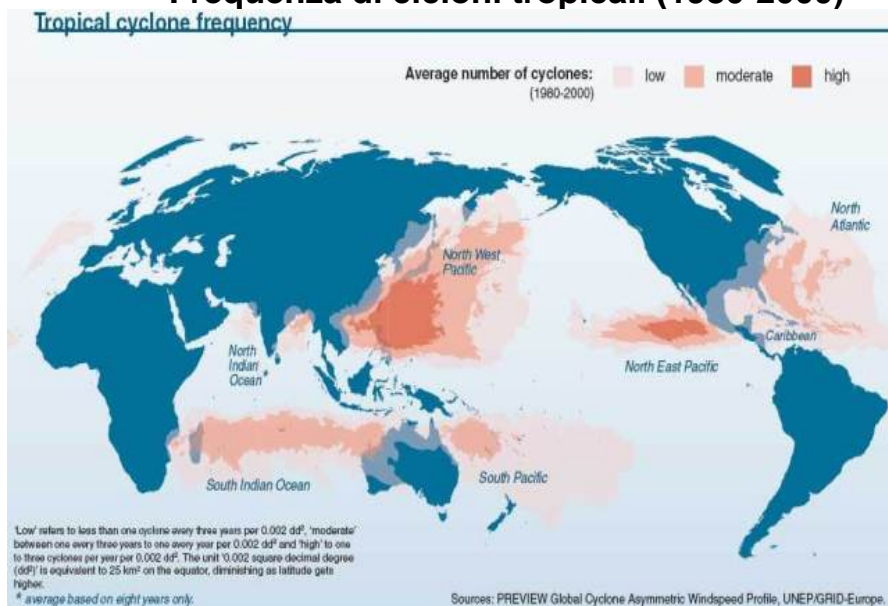 Frequenza di cicloni tropicali (1980-2000)
Tropical cyclone frequency
Average number of cyclones:
(1980-2000)
low
moderate
high
North
Atlantic
North West
Pacific
Caribbean
North
Indian
Ocean*
North East Pacific
South Indian Ocean
South Pacific
'Low' refers to less than one cyclone every three years per 0.002 dd², 'moderate'
between one every three years to one every year per 0.002 dd² and 'high' to one
to three cyclones per year per 0.002 dd². The unit '0.002 square decimal degree
(dd²)' is equivalent to 25 km² on the equator, diminishing as latitude gets
higher.
* average based on eight years only.
Sources: PREVIEW Global Cyclone Asymmetric Windspeed Profile, UNEP/GRID-Europe.